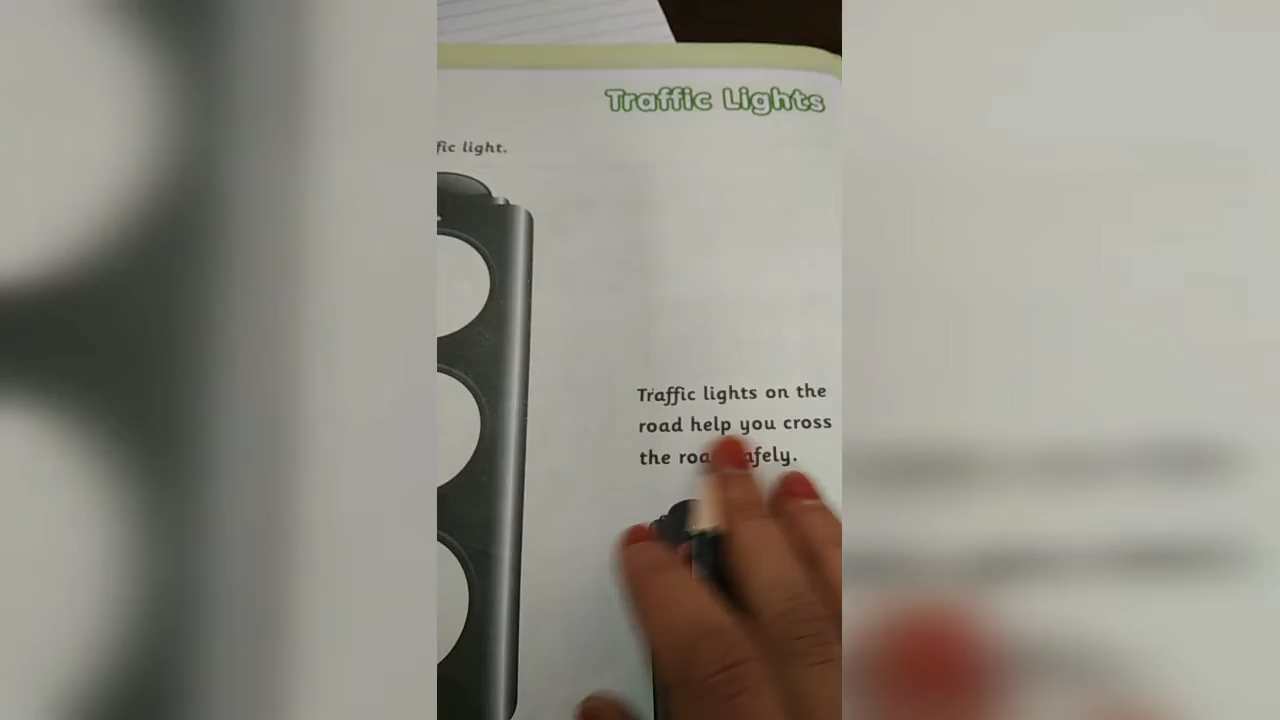 Traffic Lights
fic light.
Traffic lights on the
road help you cross
the